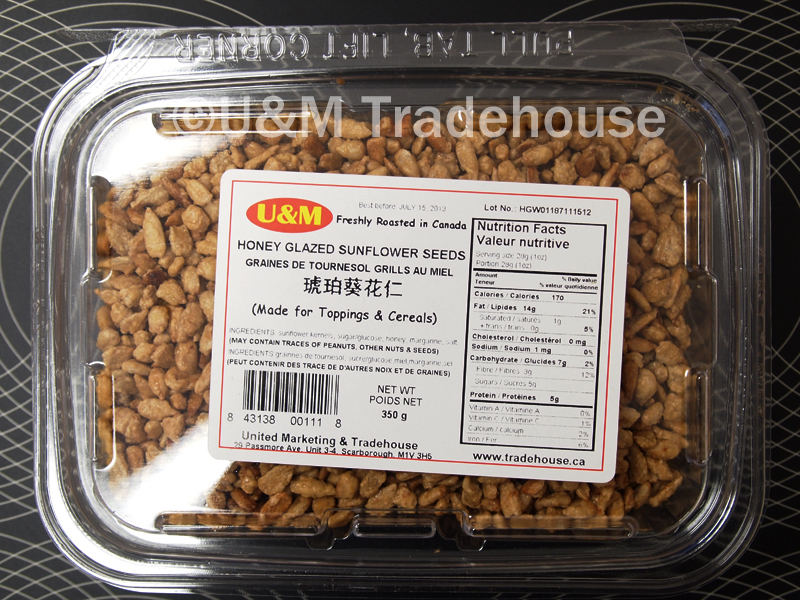 PULL TAB, LIFT CORNER
©U&M Tradehouse
U&M
Best before: JULY 15, 2013
Lot No.: HGW01187111512
Freshly Roasted in Canada
HONEY GLAZED SUNFLOWER SEEDS
GRAINES DE TOURNESOL GRILLS AU MIEL
琥珀葵花仁
(Made for Toppings & Cereals)
INGREDIENTS: sunflower kernels, sugar/glucose, honey, margarine, salt
(MAY CONTAIN TRACES OF PEANUTS, OTHER NUTS & SEEDS)
INGREDIENTS: grainnes de tournesol, sucre/glucose miel,margarine sel
(PEUT CONTENIR DES TRACE DE D'AUTRES NOIX ET DE GRAINES)
8 43138 00111 8
NET WT
POIDS NET
350 g
United Marketing & Tradehouse
29 Passmore Ave, Unit 3-4, Scarborough, M1V 3H5
Nutrition Facts
Valeur nutritive
Serving size 28g (1oz)
Portion 28g (1oz)
Amount % Daily value
Teneur % valeur quotidienne
Calories / Calories 170
Fat / Lipides 14g 21%
Saturated / saturés 1g
+ trans / trans 0g 5%
Cholesterol / Cholestérol 0 mg
Sodium / Sodium 1 mg 0%
Carbohydrate / Glucides 7g 2%
Fibre / Fibres 3g 12%
Sugars / Sucres 5g
Protein / Protéines 5g
Vitamin A / Vitamine A 0%
Vitamin C / Vitamine C 1%
Calcium / calcium 2%
Iron / Fer 6%
www.tradehouse.ca